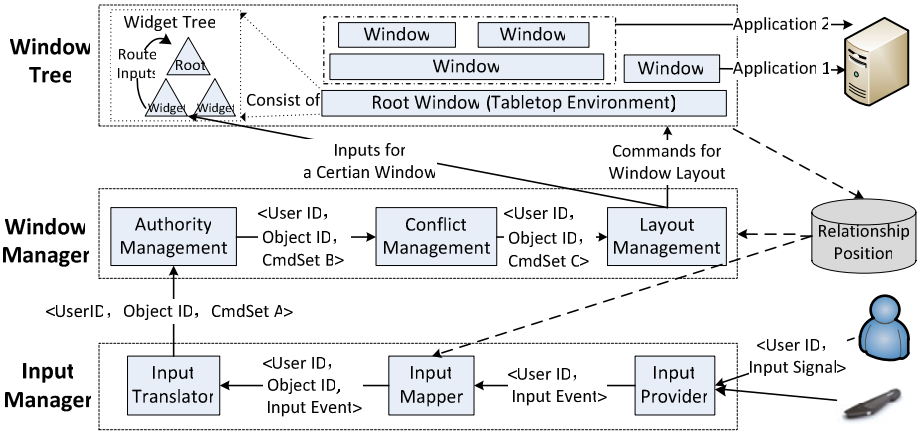 Window
Tree
Widget Tree
Route
Inputs
Root
Widget
Widget
Consist of
Window
Window
Window
Window
Root Window (Tabletop Environment)
Application 2
Application 1
Inputs for
a Certian Window
Commands for
Window Layout
Window
Manager
Authority
Management
<User ID,
Object ID,
CmdSet B>
Conflict
Management
<User ID,
Object ID,
CmdSet C>
Layout
Management
Relationship
Position
<UserID, Object ID, CmdSet A>
Input
Manager
Input
Translator
<User ID,
Object ID,
Input Event>
Input
Mapper
<User ID,
Input Event>
Input
Provider
<User ID,
Input Signal>